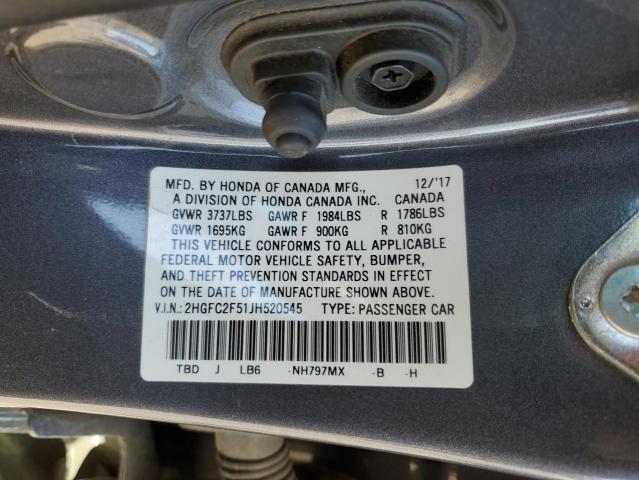 MFD. BY HONDA OF CANADA MFG., 12/'17
A DIVISION OF HONDA CANADA INC. CANADA
GVWR 3737LBS GAWR F 1984LBS R 1786LBS
GVWR 1695KG GAWR F 900KG R 810KG
THIS VEHICLE CONFORMS TO ALL APPLICABLE
FEDERAL MOTOR VEHICLE SAFETY, BUMPER,
AND THEFT PREVENTION STANDARDS IN EFFECT
ON THE DATE OF MANUFACTURE SHOWN ABOVE.
V.I.N.: 2HGFC2F51JH520545 TYPE: PASSENGER CAR
TBD J LB6 -NH797MX -B -H